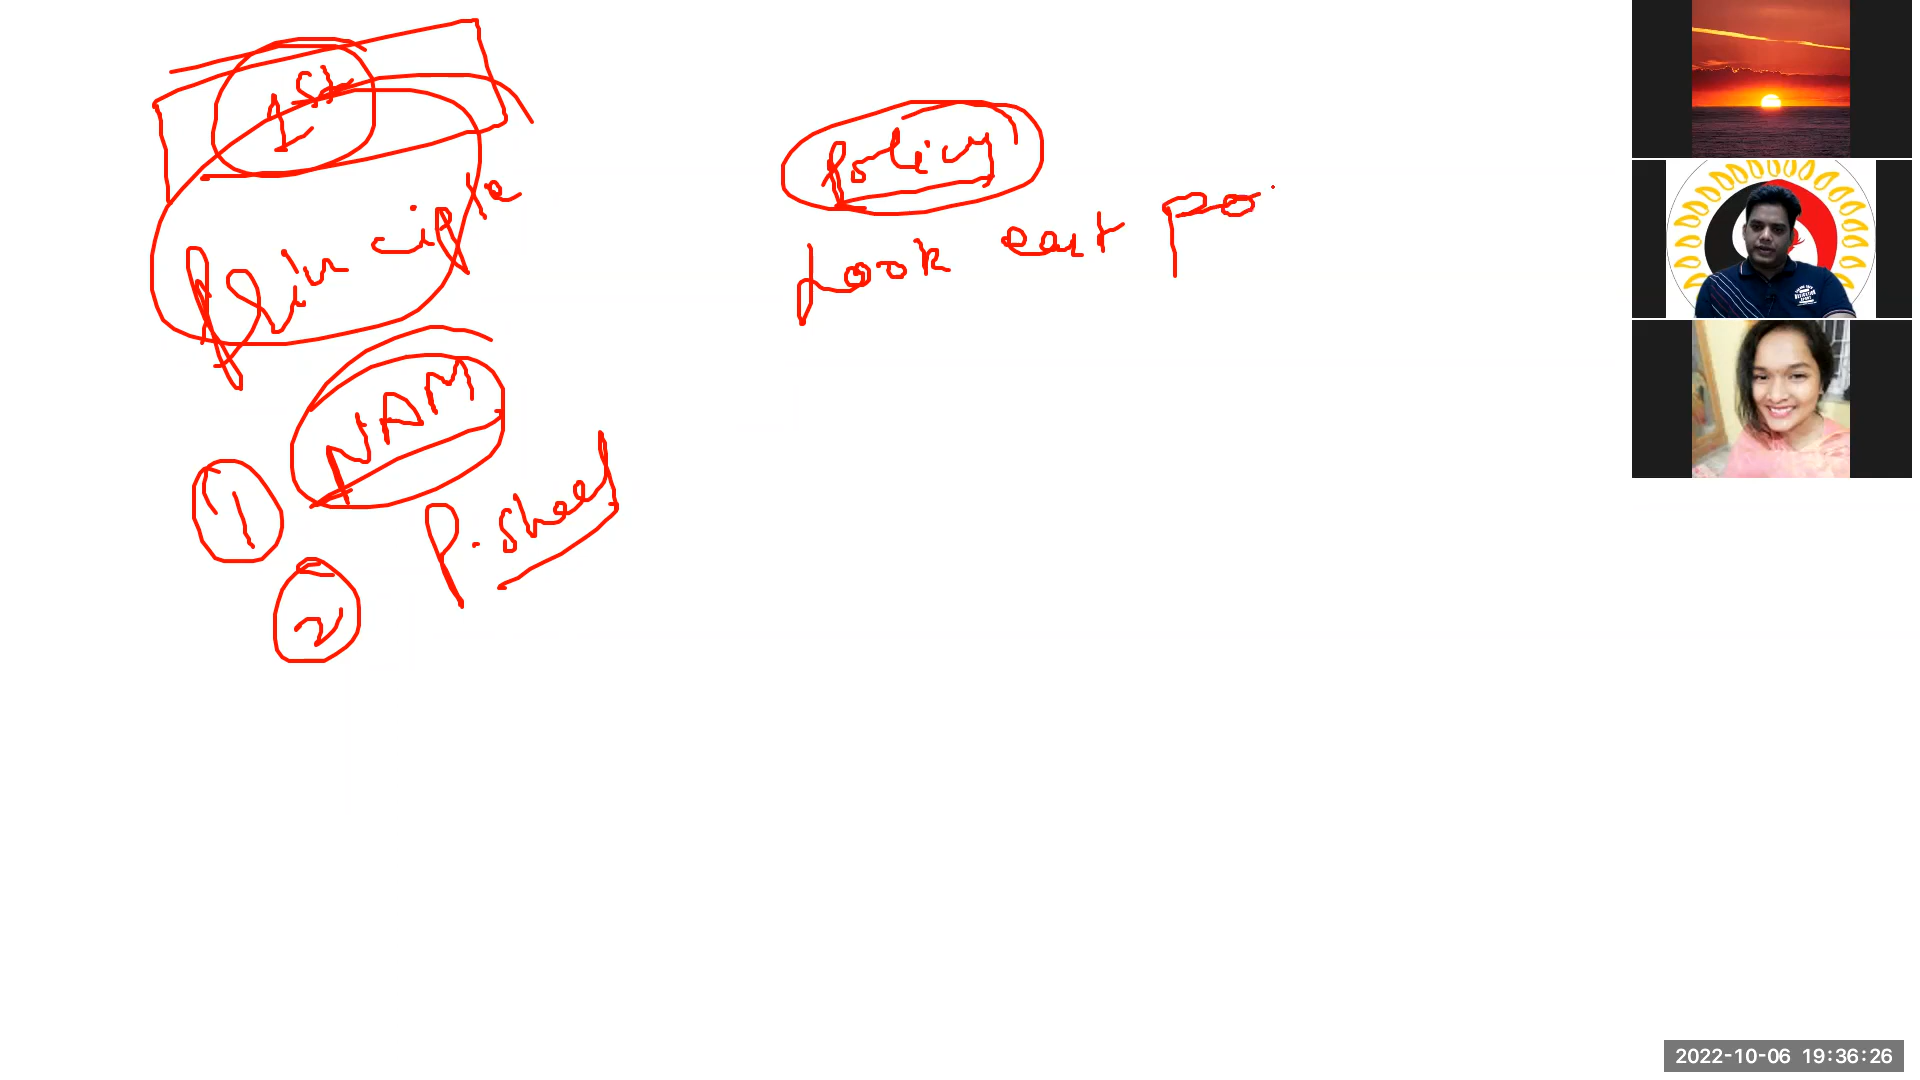 1st
Principle
NAM
1
P. sheel
2
Policy
Look east po
2022-10-06 19:36:26